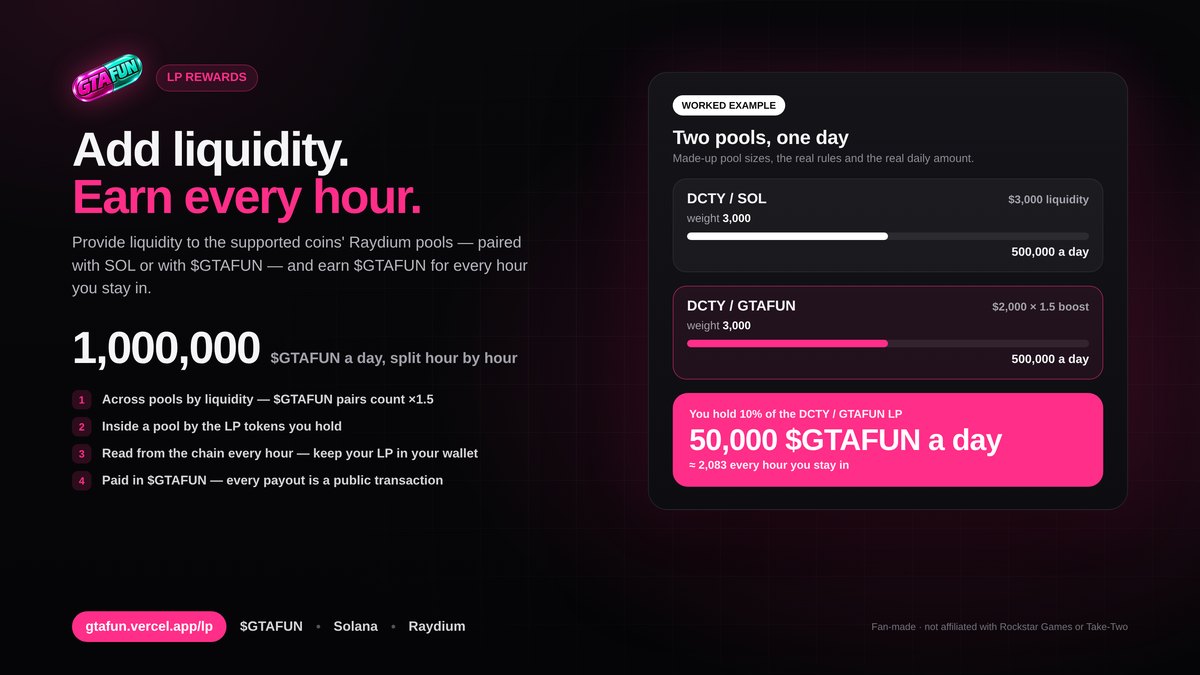 GTAFUN
LP REWARDS
Add liquidity.
Earn every hour.
Provide liquidity to the supported coins' Raydium pools — paired
with SOL or with $GTAFUN — and earn $GTAFUN for every hour
you stay in.
1,000,000 $GTAFUN a day, split hour by hour
1 Across pools by liquidity — $GTAFUN pairs count ×1.5
2 Inside a pool by the LP tokens you hold
3 Read from the chain every hour — keep your LP in your wallet
4 Paid in $GTAFUN — every payout is a public transaction
WORKED EXAMPLE
Two pools, one day
Made-up pool sizes, the real rules and the real daily amount.
DCTY / SOL $3,000 liquidity
weight 3,000
500,000 a day
DCTY / GTAFUN $2,000 × 1.5 boost
weight 3,000
500,000 a day
You hold 10% of the DCTY / GTAFUN LP
50,000 $GTAFUN a day
≈ 2,083 every hour you stay in
gtafun.vercel.app/lp $GTAFUN • Solana • Raydium
Fan-made · not affiliated with Rockstar Games or Take-Two